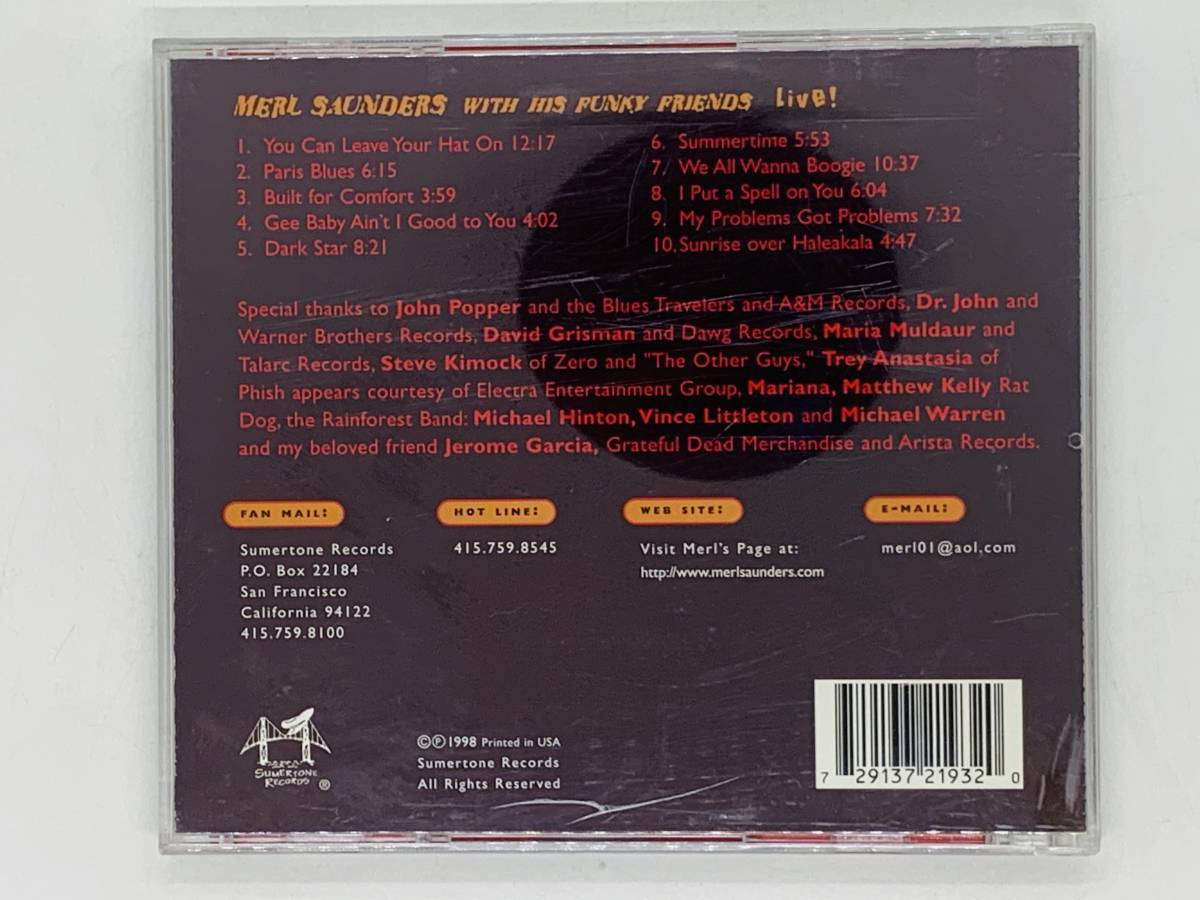 MERL SAUNDERS WITH HIS FUNKY FRIENDS Live!
1. You Can Leave Your Hat On 12:17
2. Paris Blues 6:15
3. Built for Comfort 3:59
4. Gee Baby Ain't I Good to You 4:02
5. Dark Star 8:21
6. Summertime 5:53
7. We All Wanna Boogie 10:37
8. I Put a Spell on You 6:04
9. My Problems Got Problems 7:32
10. Sunrise over Haleakala 4:47
Special thanks to John Popper and the Blues Travelers and A&M Records, Dr. John and
Warner Brothers Records, David Grisman and Dawg Records, Maria Muldaur and
Talarc Records, Steve Kimock of Zero and "The Other Guys," Trey Anastasia of
Phish appears courtesy of Electra Entertainment Group, Mariana, Matthew Kelly Rat
Dog, the Rainforest Band: Michael Hinton, Vince Littleton and Michael Warren
and my beloved friend Jerome Garcia, Grateful Dead Merchandise and Arista Records.
FAN MAIL:
Sumertone Records
P.O. Box 22184
San Francisco
California 94122
415.759.8100
HOT LINE:
415.759.8545
WEB SITE:
Visit Merl's Page at:
http://www.merlsaunders.com
E-MAIL:
merl01@aol.com
SUMERTONE
RECORDS ®
©℗1998 Printed in USA
Sumertone Records
All Rights Reserved
7 29137 21932 0